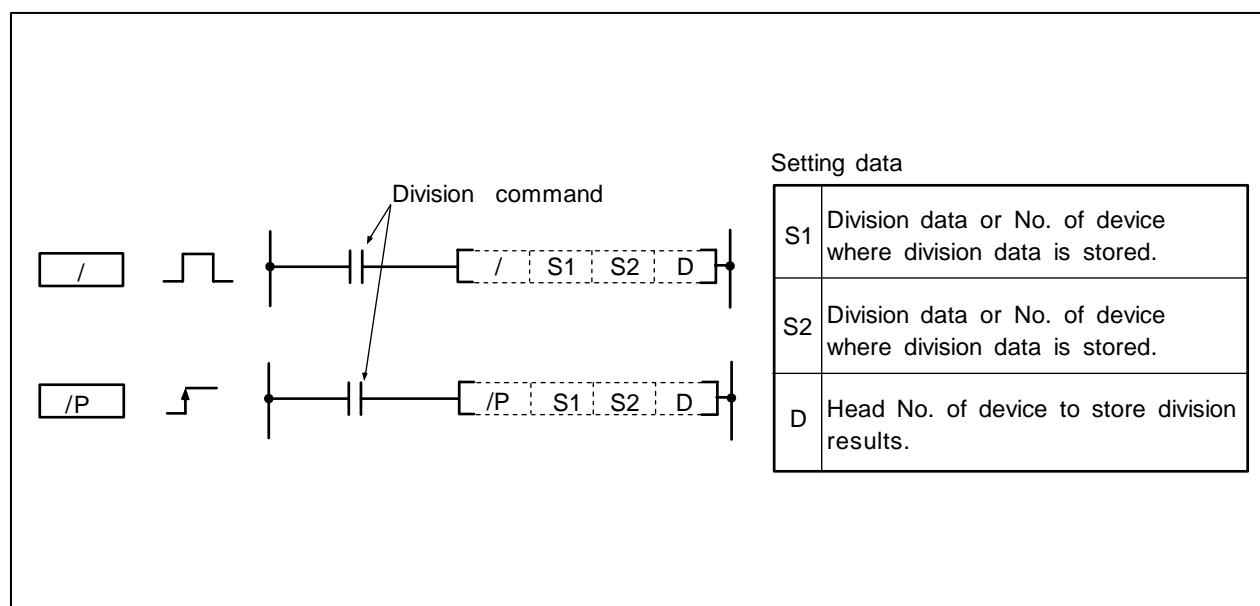 Setting data
Division command
/
/ S1 S2 D
/P
/P S1 S2 D
S1 Division data or No. of device
where division data is stored.
S2 Division data or No. of device
where division data is stored.
D Head No. of device to store division
results.